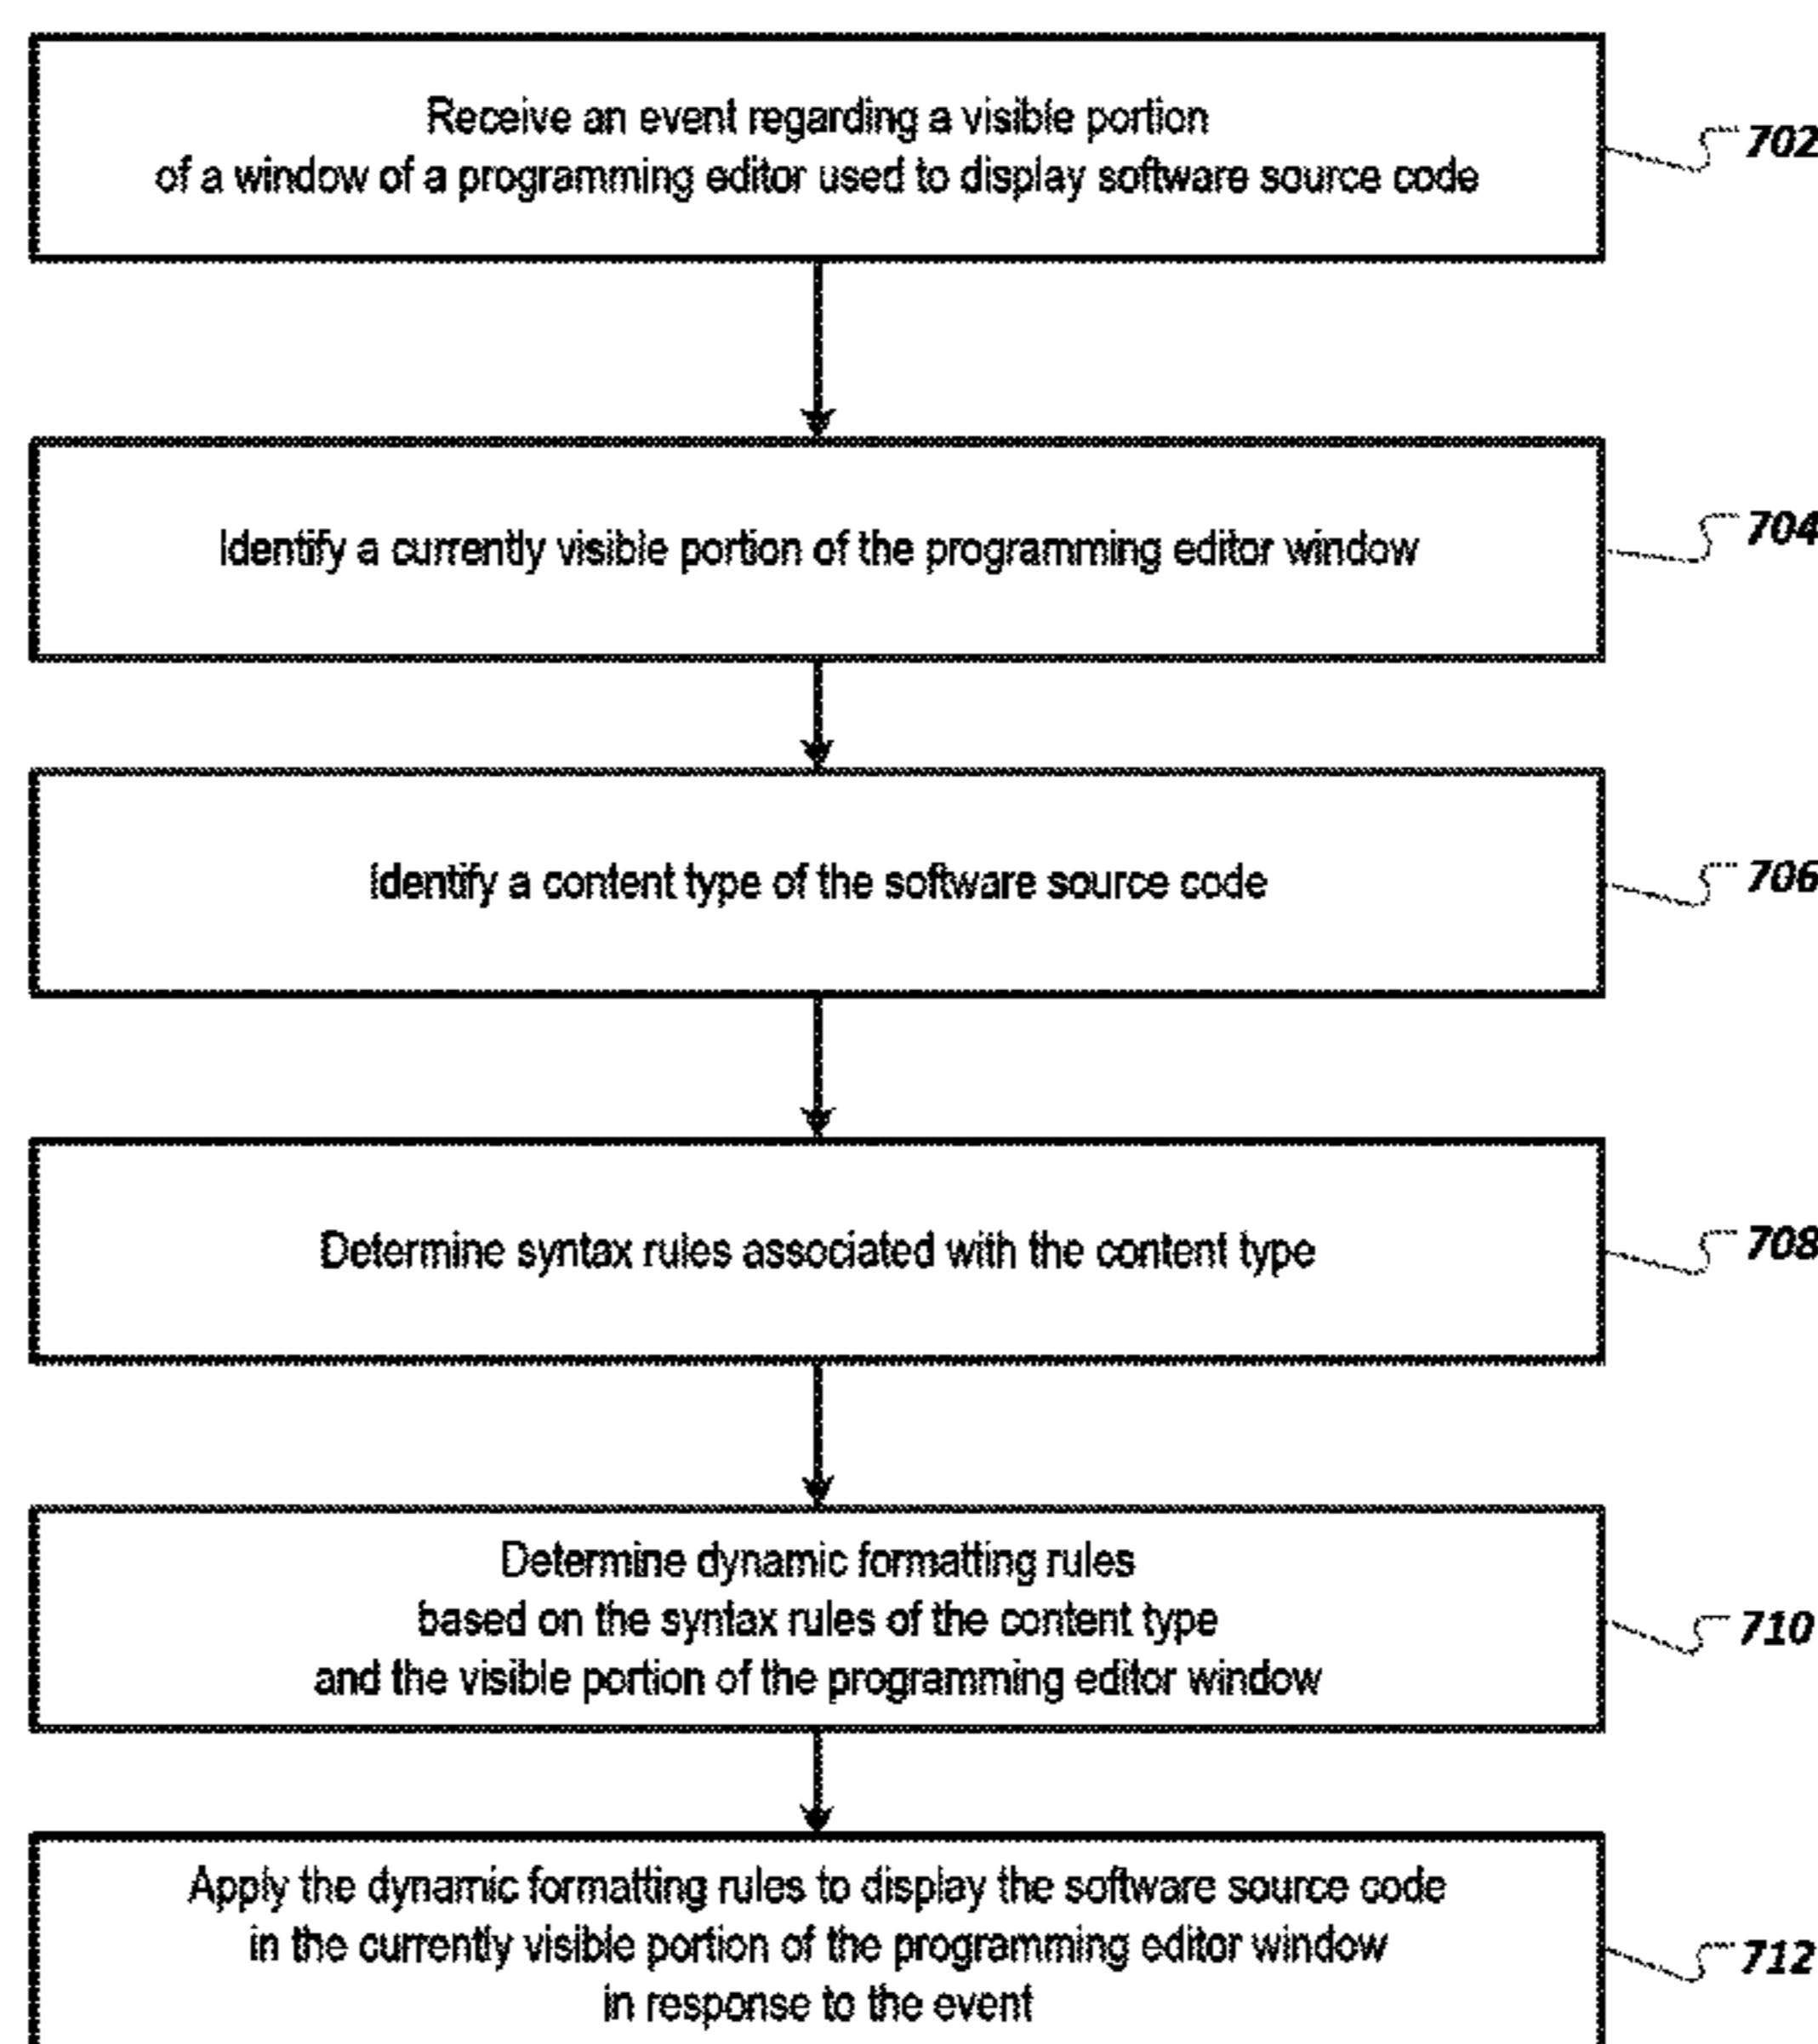 Receive an event regarding a visible portion
of a window of a programming editor used to display software source code
702
Identify a currently visible portion of the programming editor window
704
Identify a content type of the software source code
706
Determine syntax rules associated with the content type
708
Determine dynamic formatting rules
based on the syntax rules of the content type
and the visible portion of the programming editor window
710
Apply the dynamic formatting rules to display the software source code
in the currently visible portion of the programming editor window
in response to the event
712